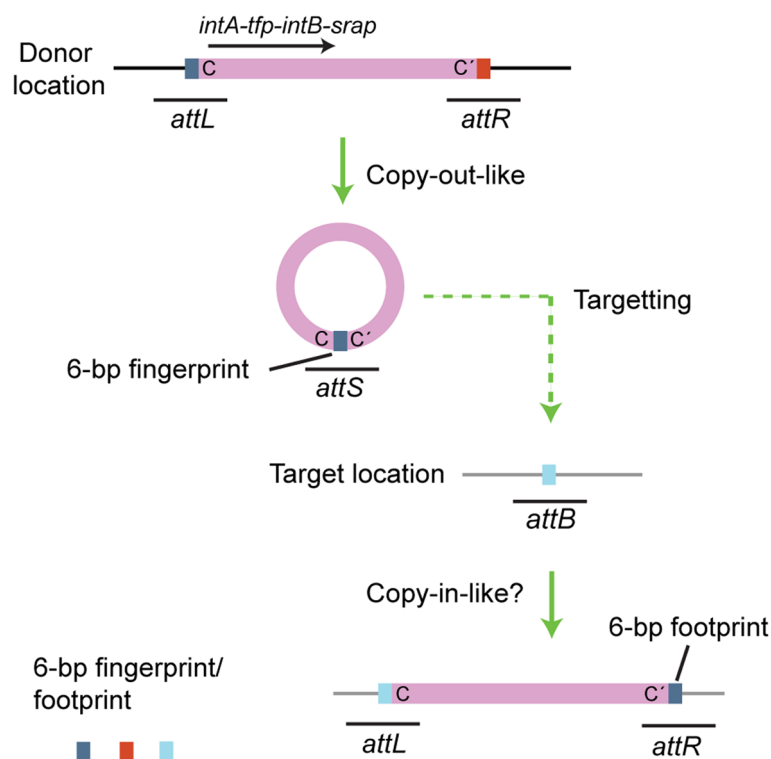 intA-tfp-intB-srap
Donor
location
C
C´
attL
attR
Copy-out-like
C
C´
Targetting
6-bp fingerprint
attS
Target location
attB
Copy-in-like?
6-bp footprint
6-bp fingerprint/
footprint
C
C´
attL
attR